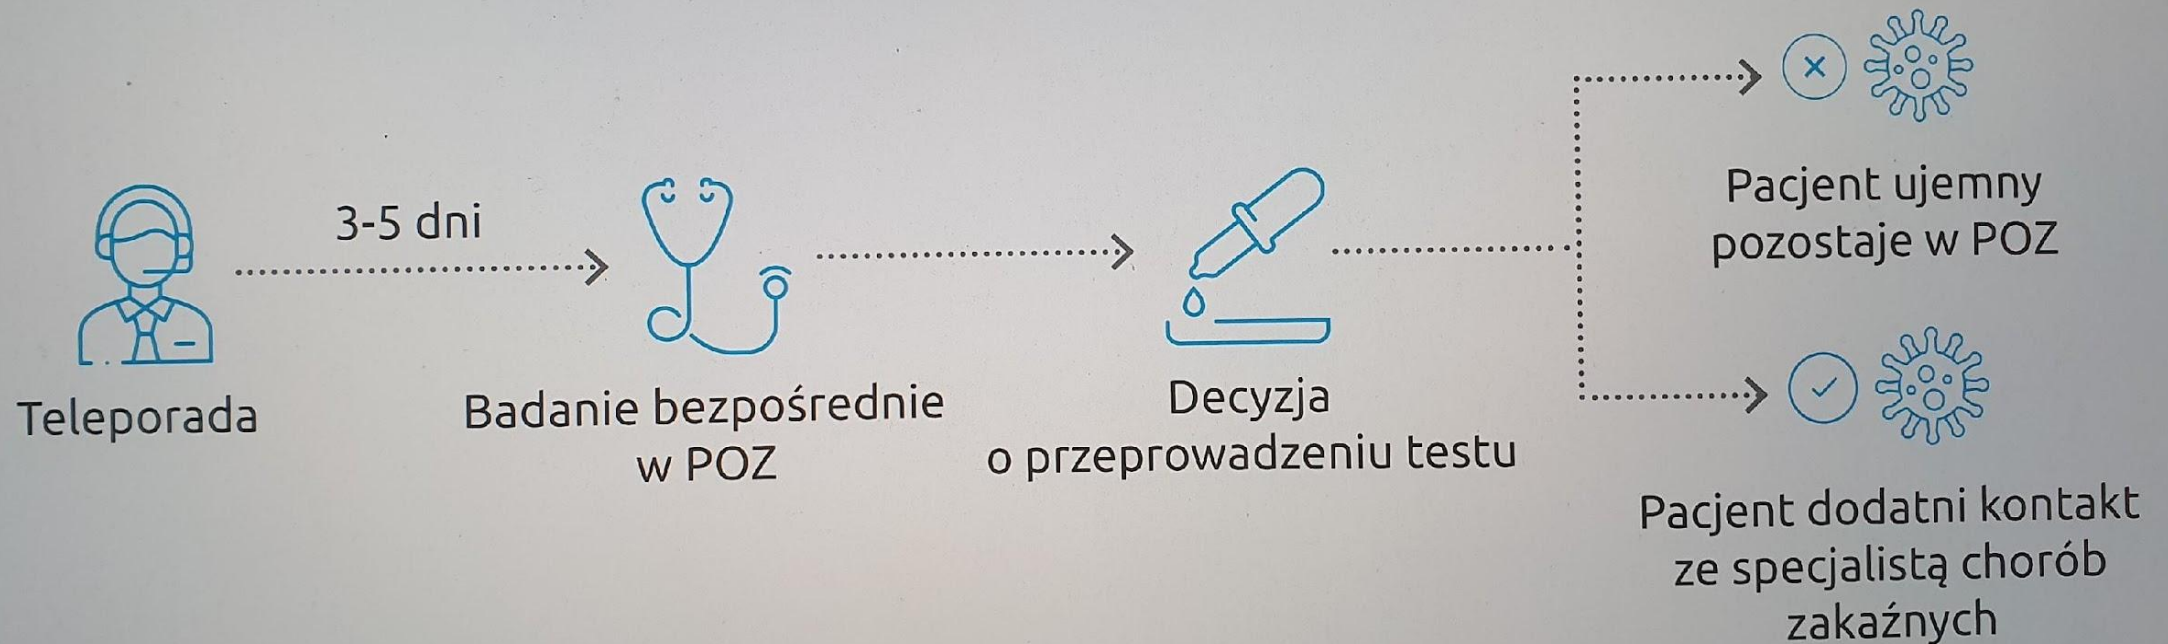 Teleporada
3-5 dni
Badanie bezpośrednie
w POZ
Decyzja
o przeprowadzeniu testu
Pacjent ujemny
pozostaje w POZ
Pacjent dodatni kontakt
ze specjalistą chorób
zakaźnych